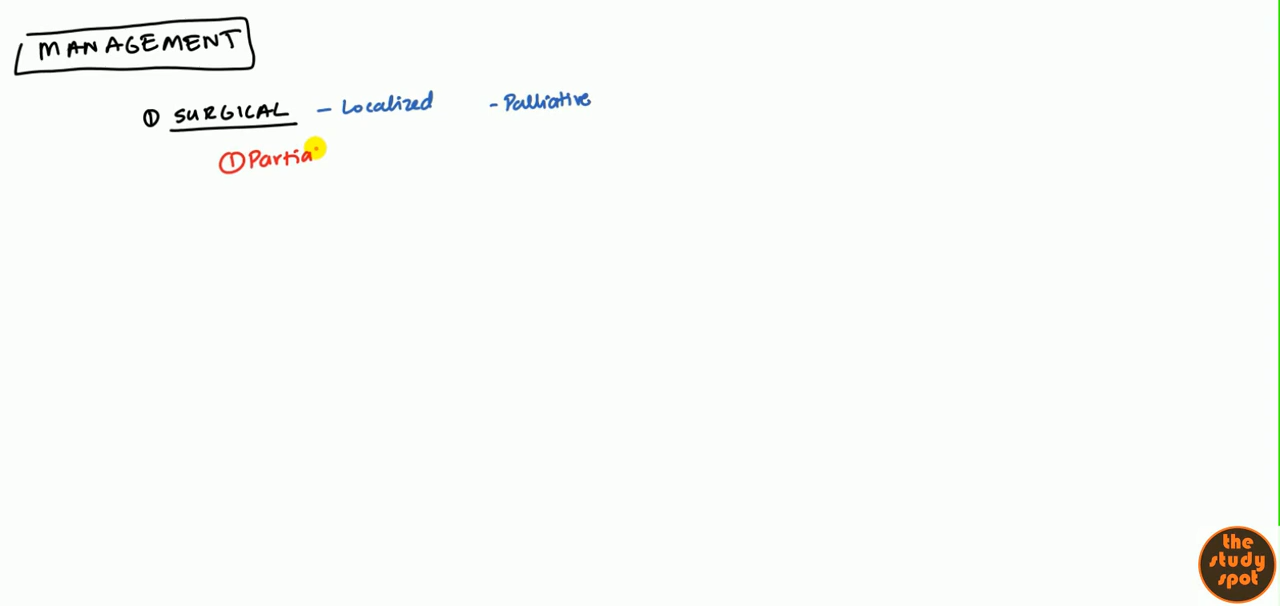 MANAGEMENT
① SURGICAL - Localized - Palliative
① Partia
the
study
spot